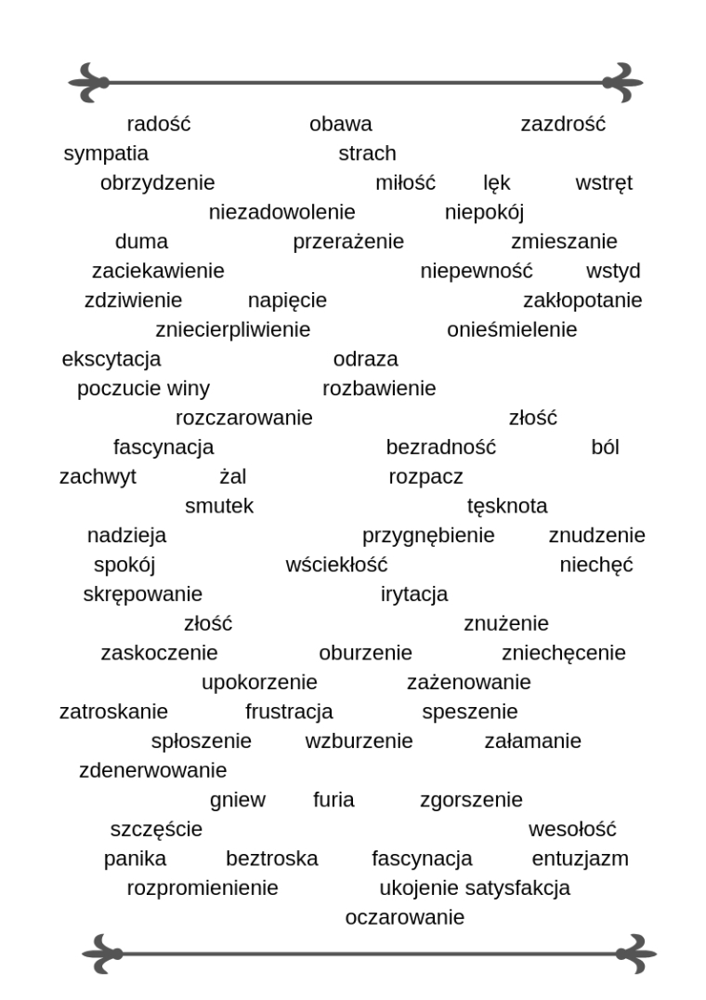 radość obawa zazdrość
sympatia strach
obrzydzenie miłość lęk wstręt
niezadowolenie niepokój
duma przerażenie zmieszanie
zaciekawienie niepewność wstyd
zdziwienie napięcie zakłopotanie
zniecierpliwienie onieśmielenie
ekscytacja odraza
poczucie winy rozbawienie
rozczarowanie złość
fascynacja bezradność ból
zachwyt żal rozpacz
smutek tęsknota
nadzieja przygnębienie znudzenie
spokój wściekłość niechęć
skrępowanie irytacja
złość znużenie
zaskoczenie oburzenie zniechęcenie
upokorzenie zażenowanie
zatroskanie frustracja speszenie
spłoszenie wzburzenie załamanie
zdenerwowanie
gniew furia zgorszenie
szczęście wesołość
panika beztroska fascynacja entuzjazm
rozpromienienie ukojenie satysfakcja
oczarowanie